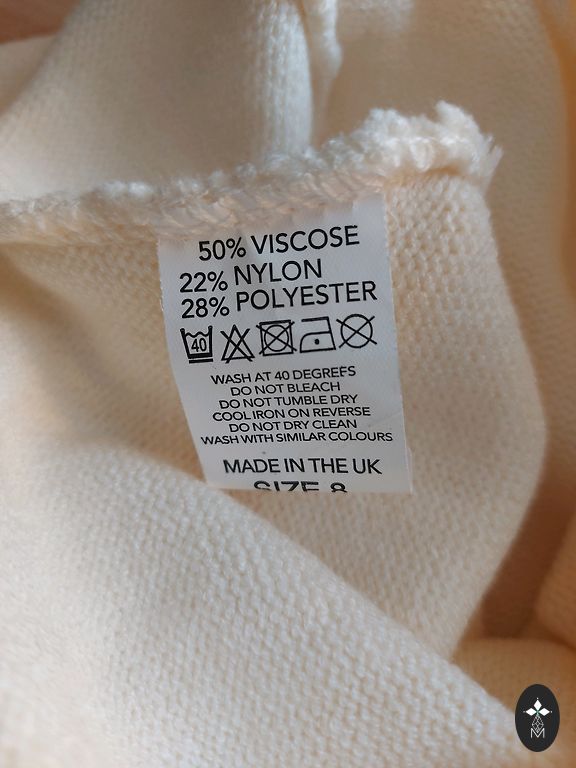 50% VISCOSE
22% NYLON
28% POLYESTER
40
WASH AT 40 DEGREES
DO NOT BLEACH
DO NOT TUMBLE DRY
COOL IRON ON REVERSE
DO NOT DRY CLEAN
WASH WITH SIMILAR COLOURS
MADE IN THE UK
SIZE 8
M